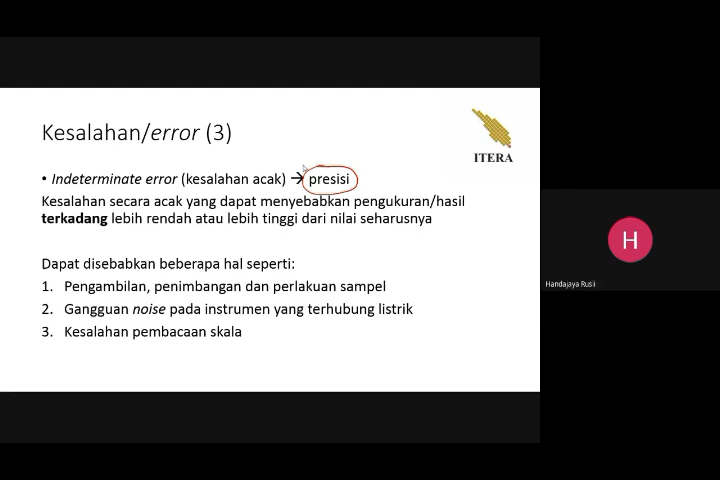 Kesalahan/error (3)
ITERA
• Indeterminate error (kesalahan acak) → presisi
Kesalahan secara acak yang dapat menyebabkan pengukuran/hasil
terkadang lebih rendah atau lebih tinggi dari nilai seharusnya
Dapat disebabkan beberapa hal seperti:
1. Pengambilan, penimbangan dan perlakuan sampel
2. Gangguan noise pada instrumen yang terhubung listrik
3. Kesalahan pembacaan skala
H
Handajaya Rusli